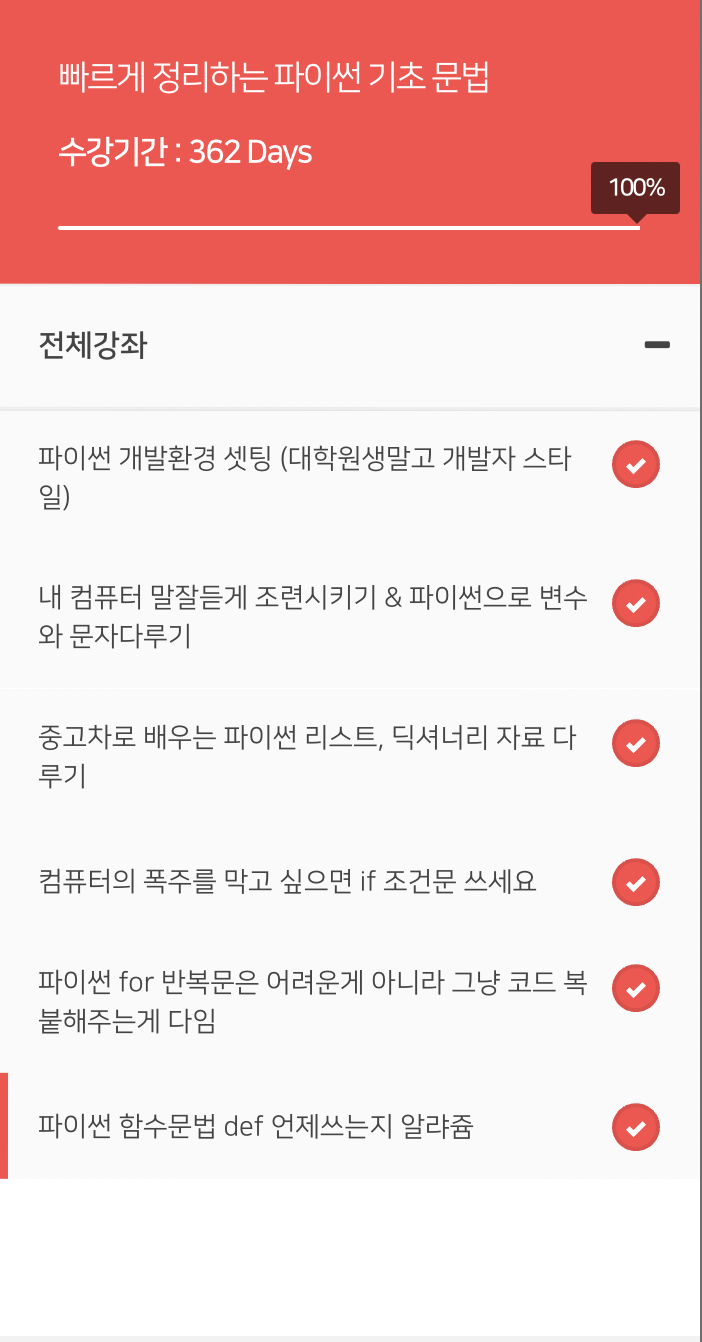 빠르게 정리하는 파이썬 기초 문법
수강기간 : 362 Days
100%
전체강좌
파이썬 개발환경 셋팅 (대학원생말고 개발자 스타
일)
내 컴퓨터 말잘듣게 조련시키기 & 파이썬으로 변수
와 문자다루기
중고차로 배우는 파이썬 리스트, 딕셔너리 자료 다
루기
컴퓨터의 폭주를 막고 싶으면 if 조건문 쓰세요
파이썬 for 반복문은 어려운게 아니라 그냥 코드 복
붙해주는게 다임
파이썬 함수문법 def 언제쓰는지 알랴쥼